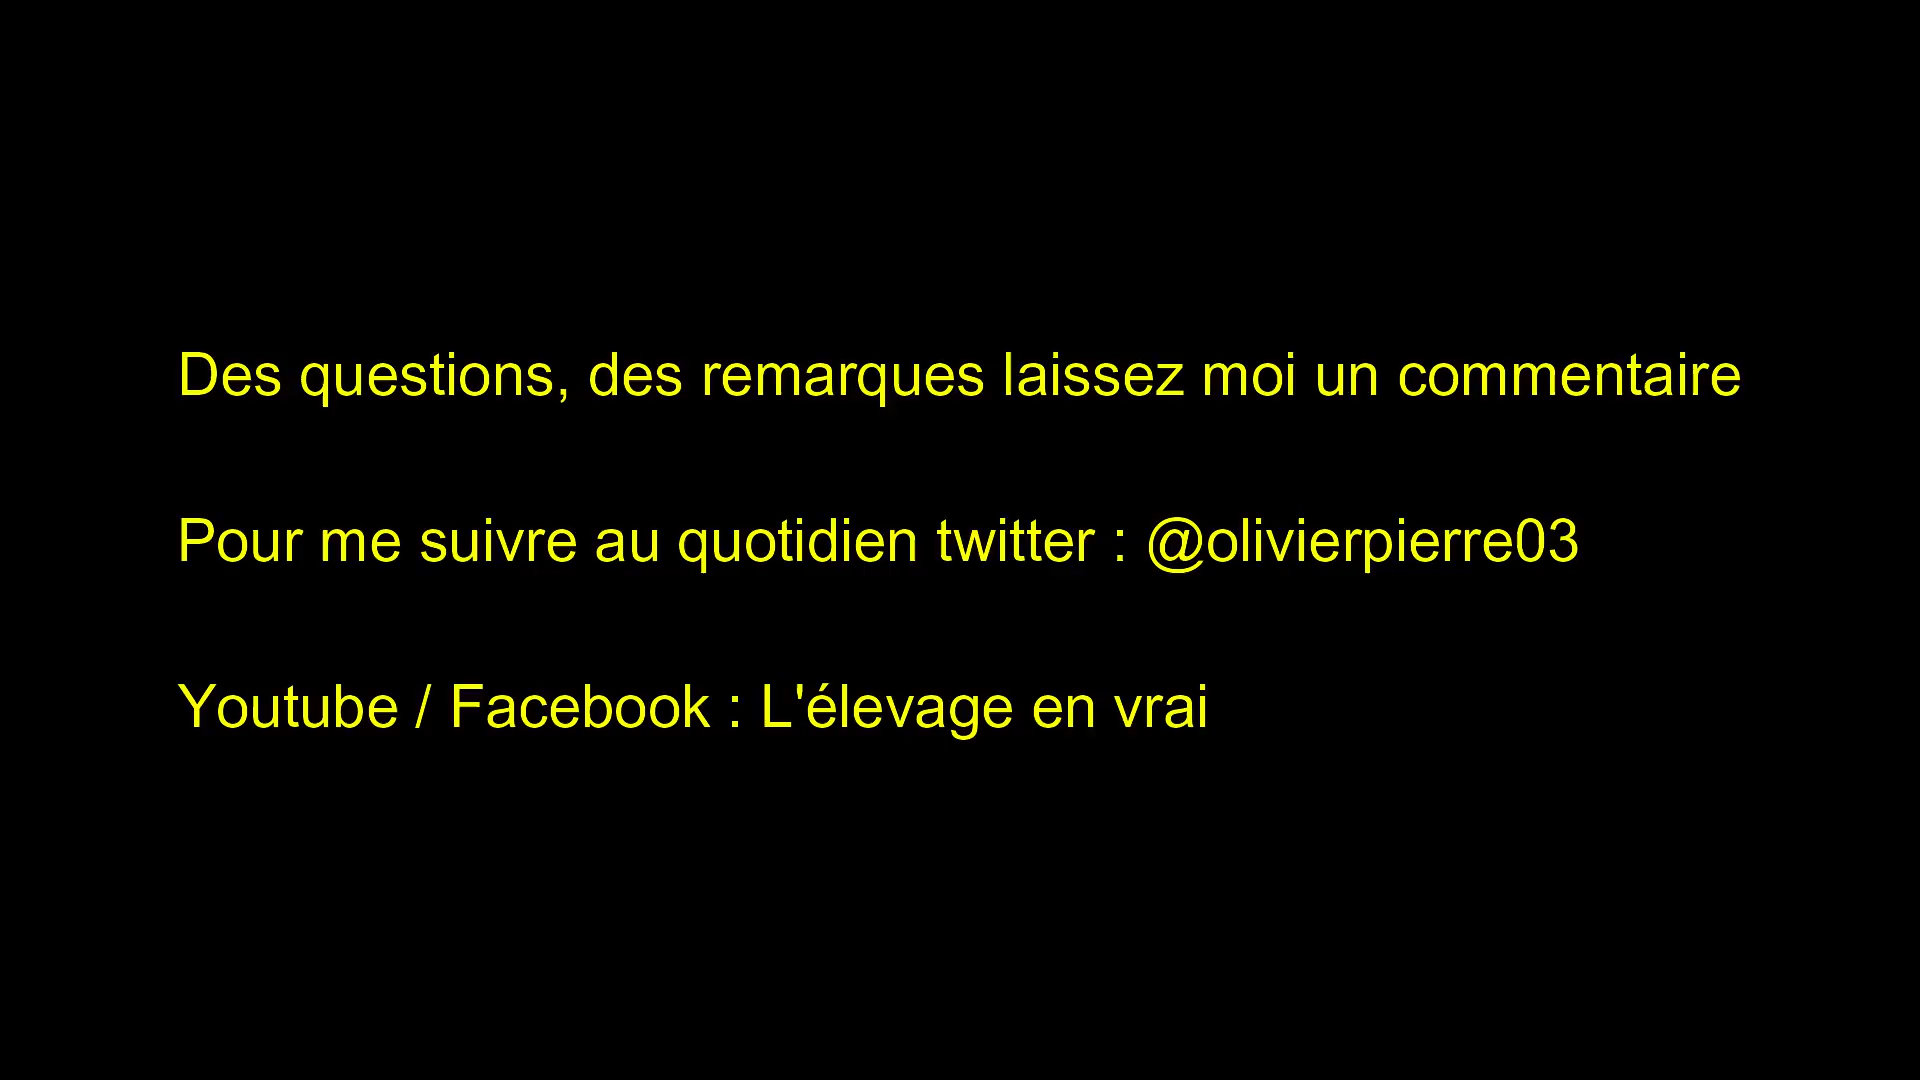 Des questions, des remarques laissez moi un commentaire
Pour me suivre au quotidien twitter : @olivierpierre03
Youtube / Facebook : L'élevage en vrai